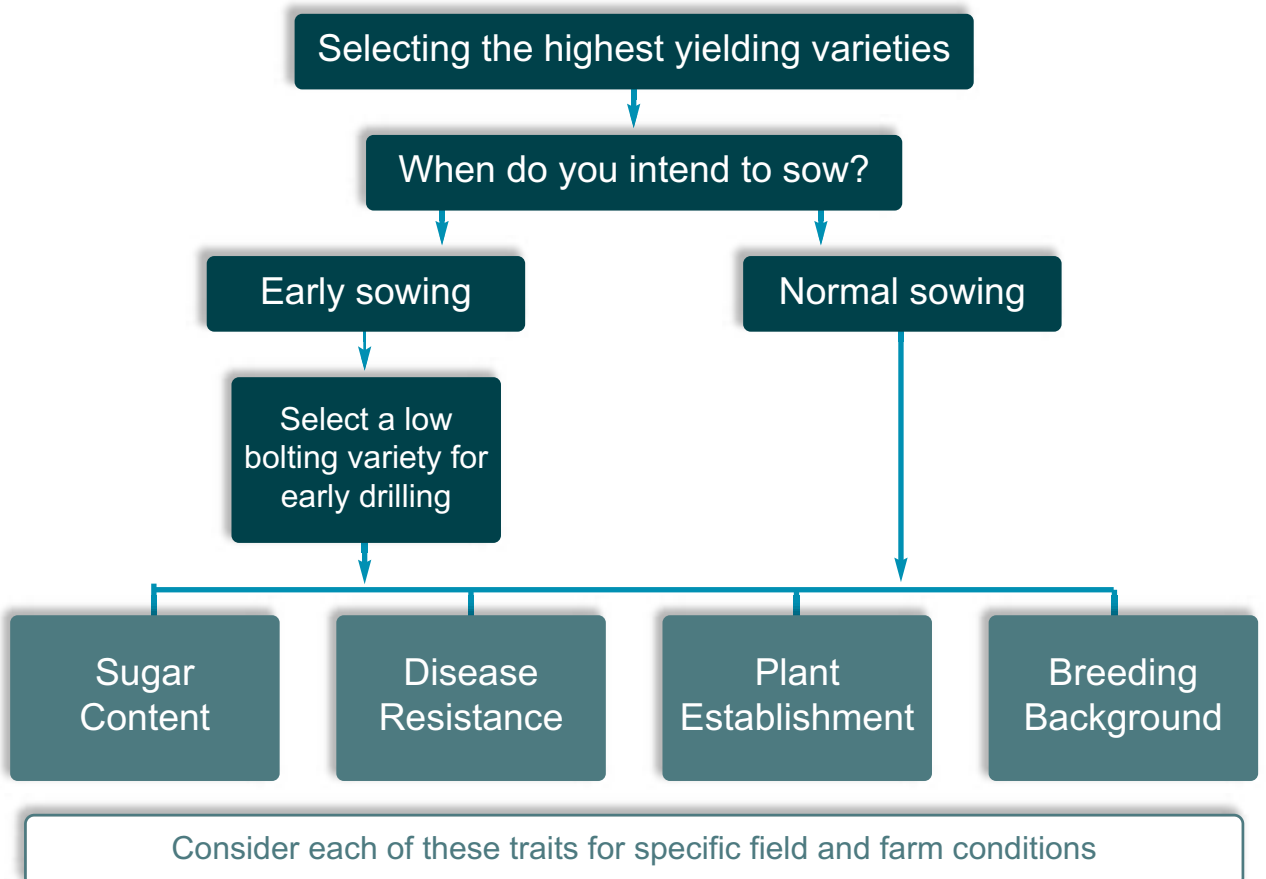 Selecting the highest yielding varieties
When do you intend to sow?
Early sowing
Normal sowing
Select a low
bolting variety for
early drilling
Sugar
Content
Disease
Resistance
Plant
Establishment
Breeding
Background
Consider each of these traits for specific field and farm conditions